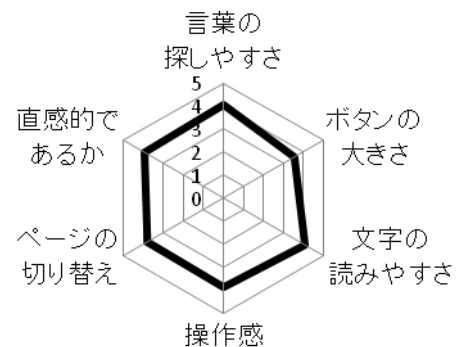 言葉の
探しやすさ
5
4
3
2
1
0
ボタンの
大きさ
文字の
読みやすさ
操作感
ページの
切り替え
直感的で
あるか